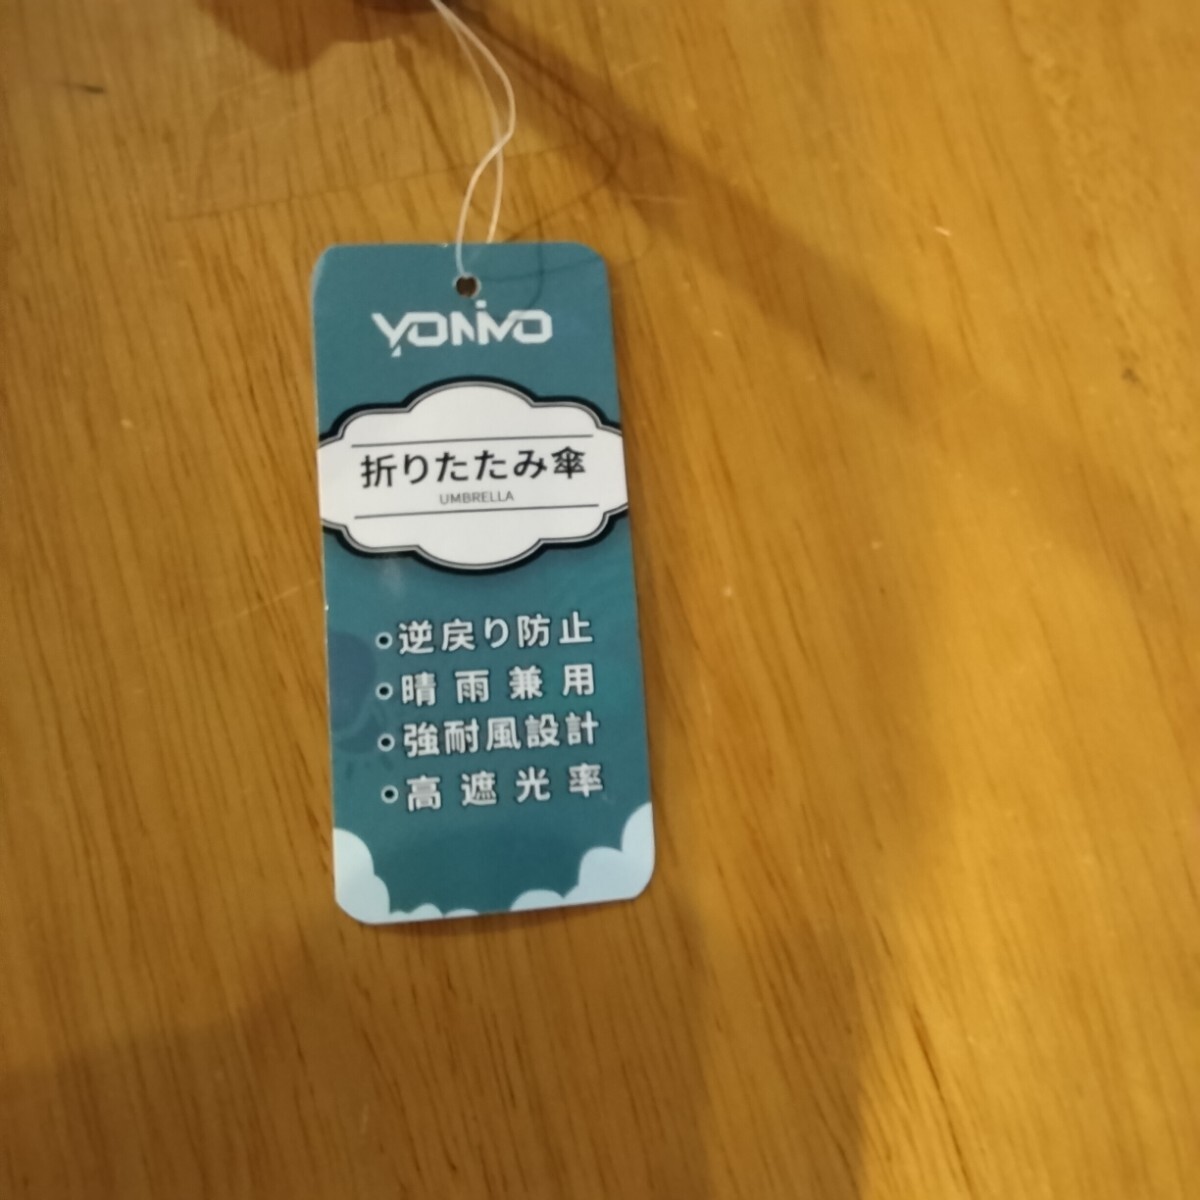 YONIVO
折りたたみ傘
UMBRELLA
逆戻り防止
晴雨兼用
強耐風設計
高遮光率